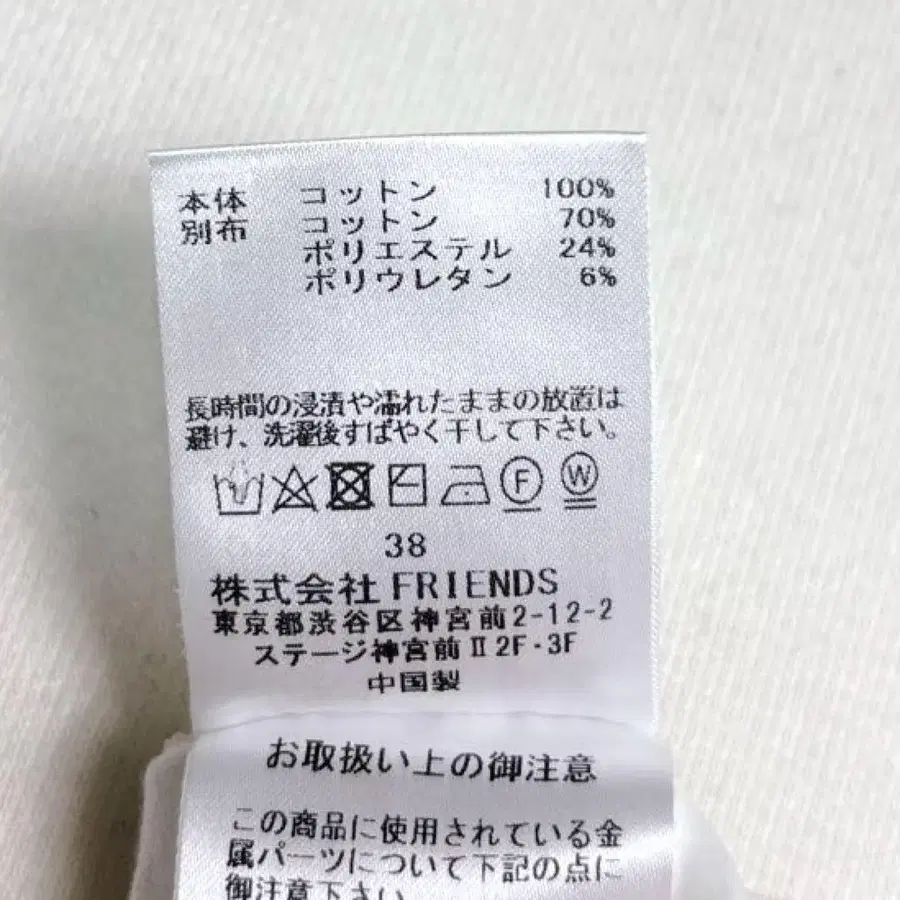 本体 コットン 100%
別布 コットン 70%
ポリエステル 24%
ポリウレタン 6%
長時間の浸漬や濡れたままの放置は
避け、洗濯後すばやく干して下さい。
F W
38
株式会社 FRIENDS
東京都渋谷区神宮前2-12-2
ステージ神宮前Ⅱ2F・3F
中国製
お取扱い上の御注意
この商品に使用されている金
属パーツについて下記の点に
御注意下さい